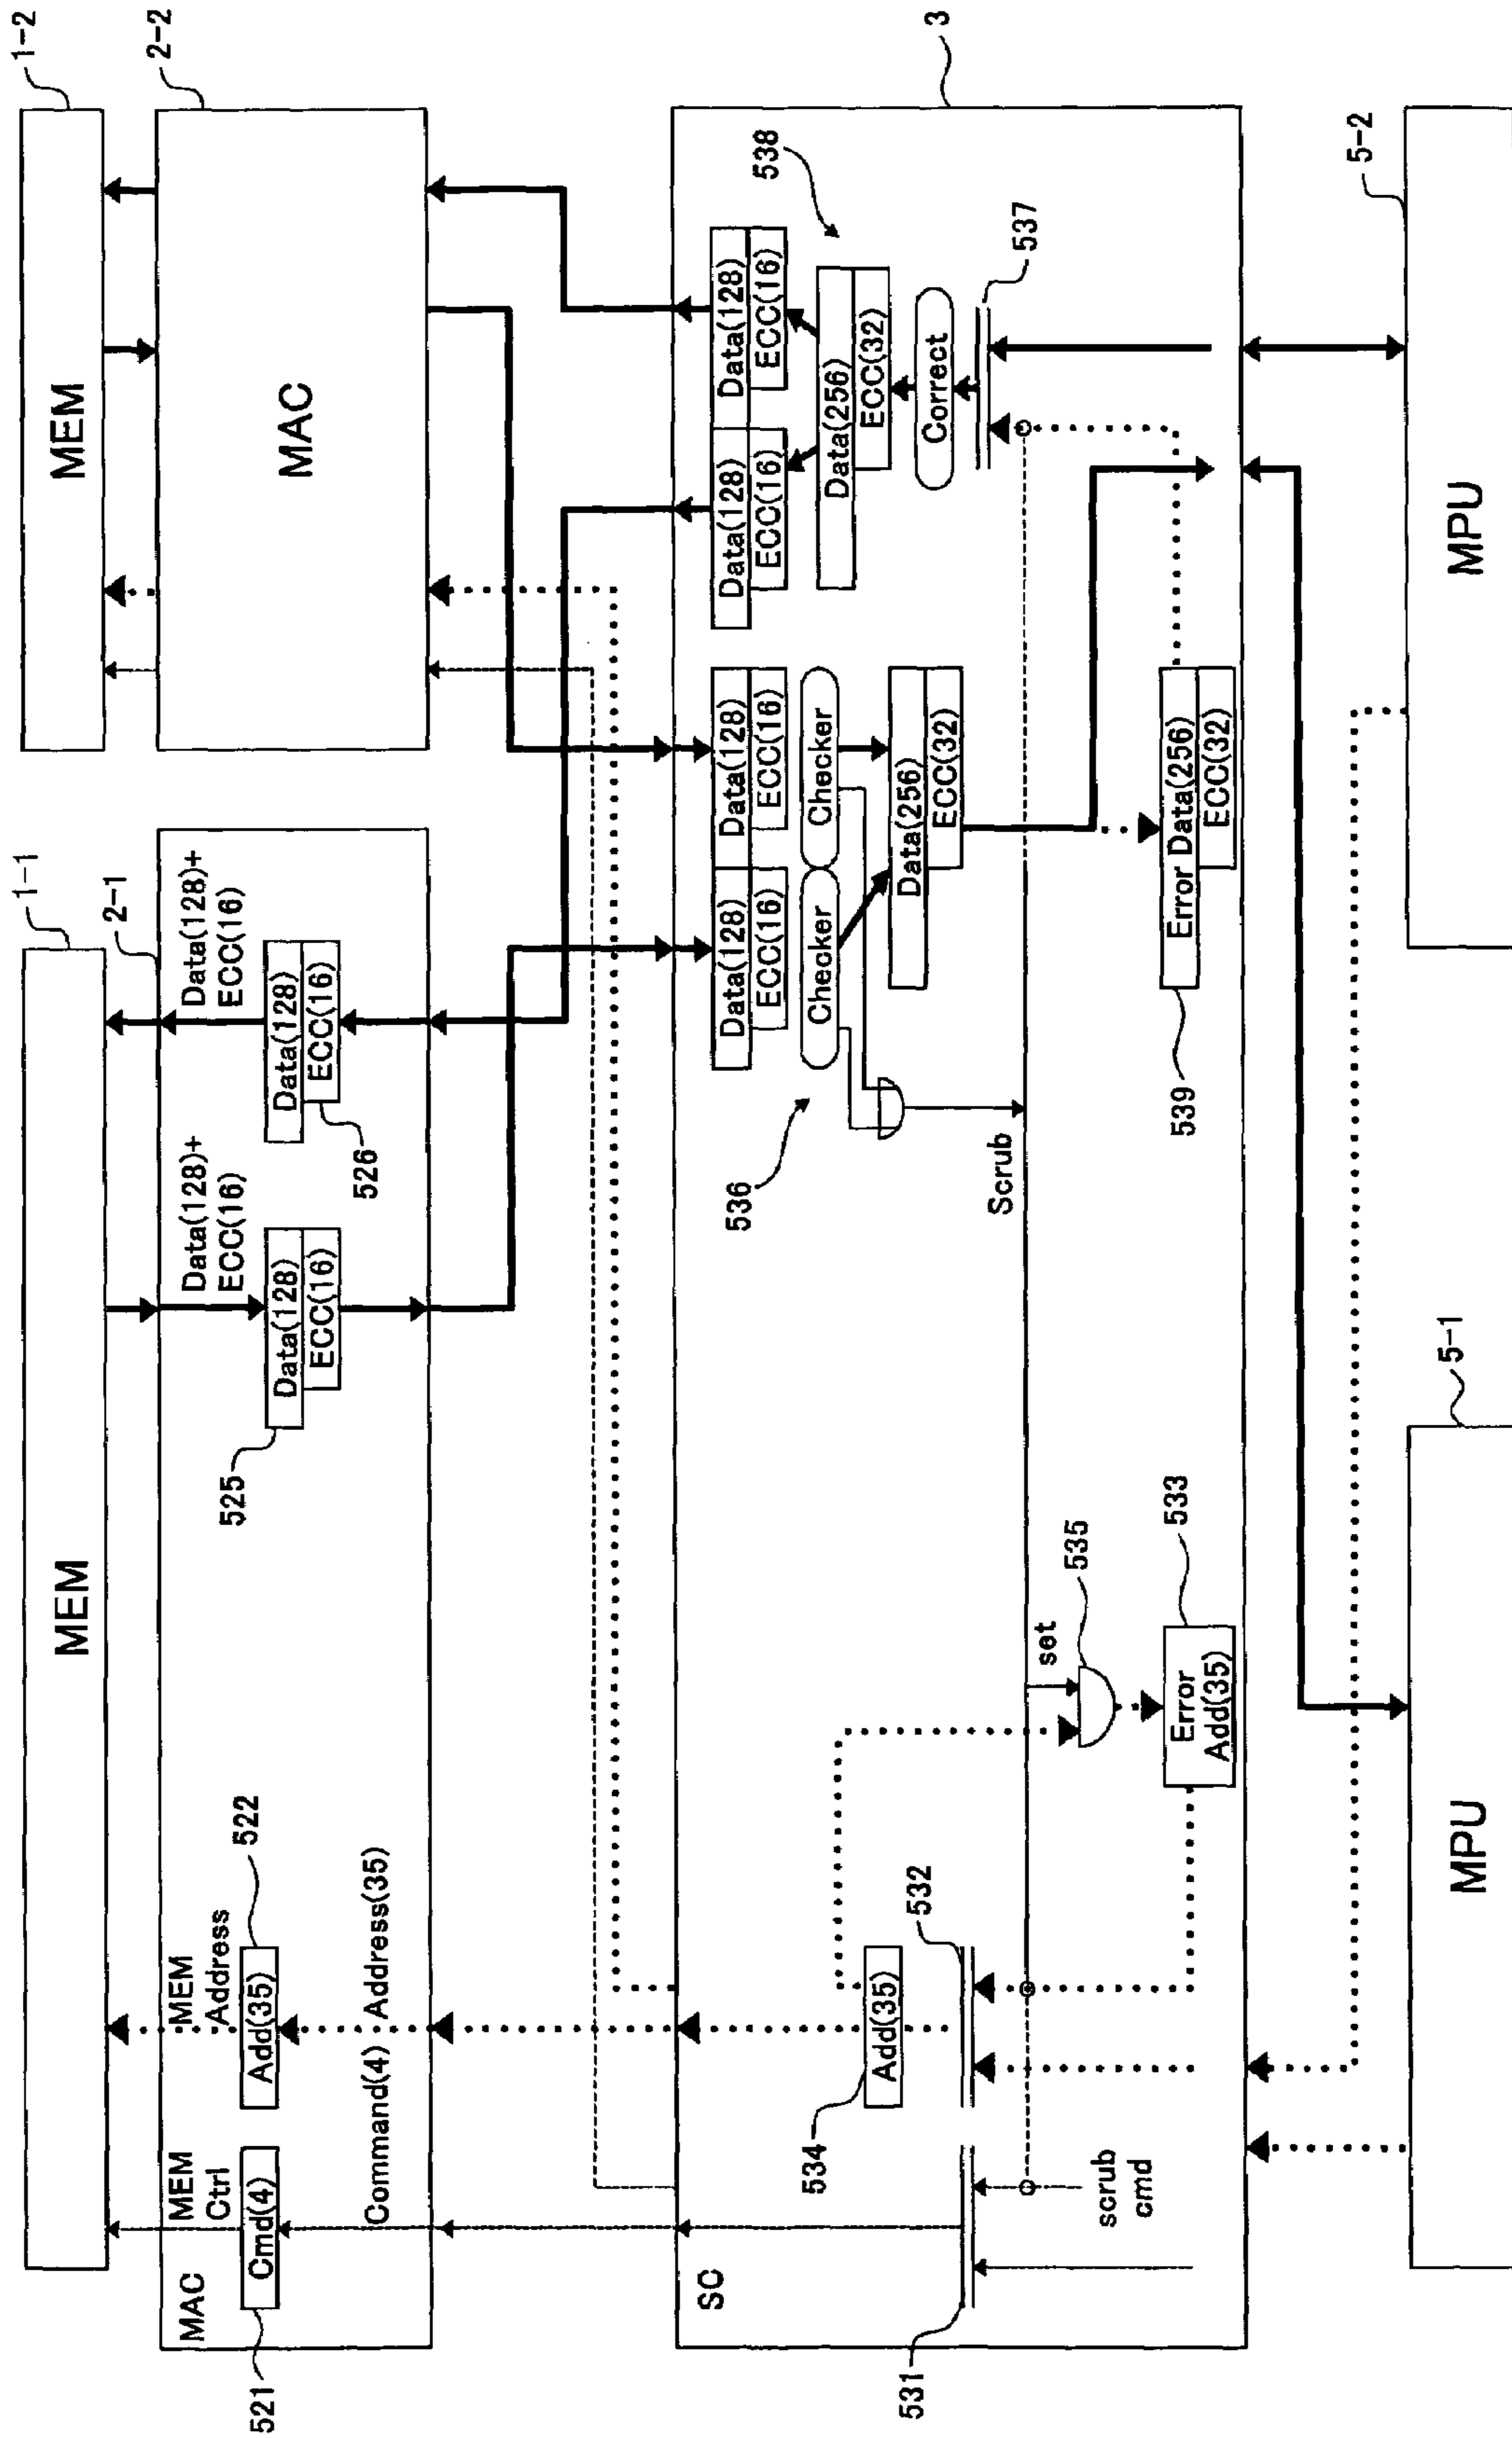 1-1
MEM
1-2
MEM
2-1
MAC
MEM
Ctrl
Cmd(4)
521
MEM
Address
Add(35)
522
Command(4) Address(35)
Data(128)+
ECC(16)
Data(128)
ECC(16)
525
Data(128)+
ECC(16)
Data(128)
ECC(16)
526
2-2
MAC
3
SC
531
scrub
cmd
532
534
Add(35)
set
535
Error
Add(35)
533
Scrub
536
Data(128)
ECC(16)
Data(128)
ECC(16)
Checker
Checker
Data(256)
ECC(32)
539
Error Data(256)
ECC(32)
Data(128)
ECC(16)
Data(128)
ECC(16)
538
Data(256)
ECC(32)
Correct
537
5-1
MPU
5-2
MPU